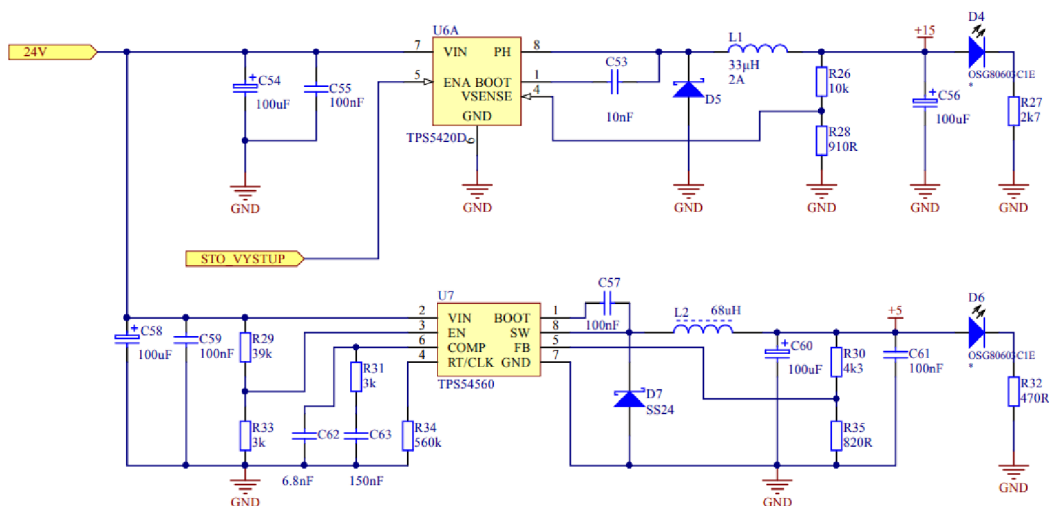 24V
U6A
7 VIN PH 8
5 ENA BOOT 1
VSENSE 4
GND
6
TPS5420D
C54
100uF
C55
100nF
GND
GND
C53
10nF
D5
GND
L1
33µH
2A
R26
10k
R28
910R
GND
+15
C56
100uF
GND
D4
OSG80603C1E
*
R27
2k7
GND
STO_VYSTUP
U7
2 VIN BOOT 1
3 EN SW 8
6 COMP FB 5
4 RT/CLK GND 7
TPS54560
C58
100uF
C59
100nF
R29
39k
R33
3k
GND
C62
6.8nF
R31
3k
C63
150nF
R34
560k
C57
100nF
D7
SS24
L2
68uH
C60
100uF
GND
R30
4k3
R35
820R
+5
C61
100nF
D6
OSG80603C1E
*
R32
470R
GND